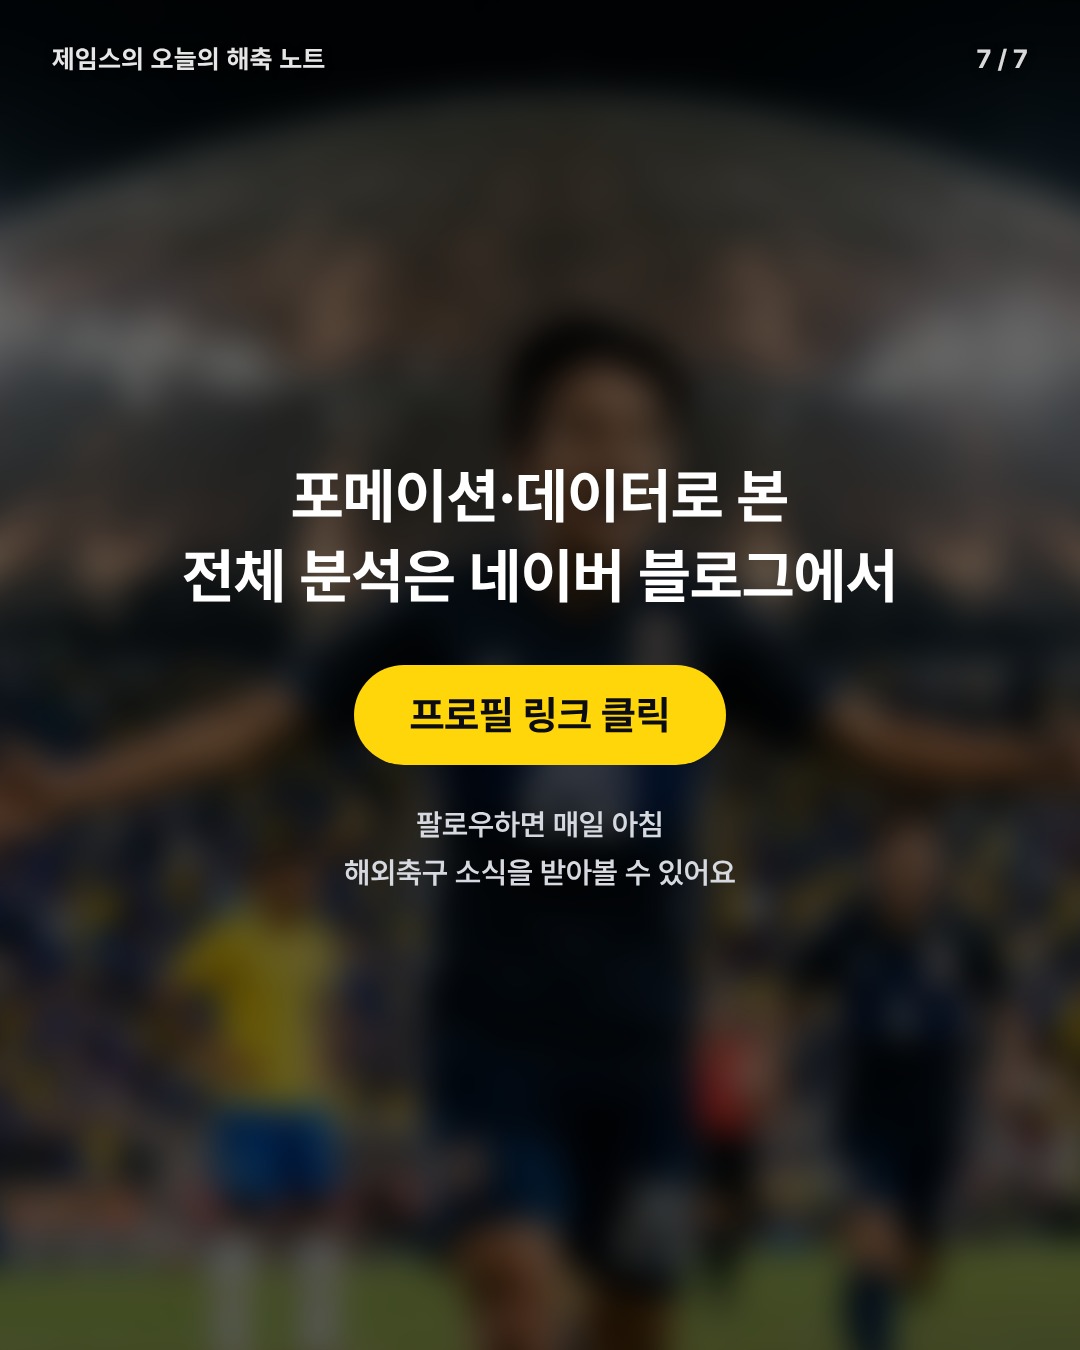 제임스의 오늘의 해축 노트
7 / 7
포메이션·데이터로 본
전체 분석은 네이버 블로그에서
프로필 링크 클릭
팔로우하면 매일 아침
해외축구 소식을 받아볼 수 있어요